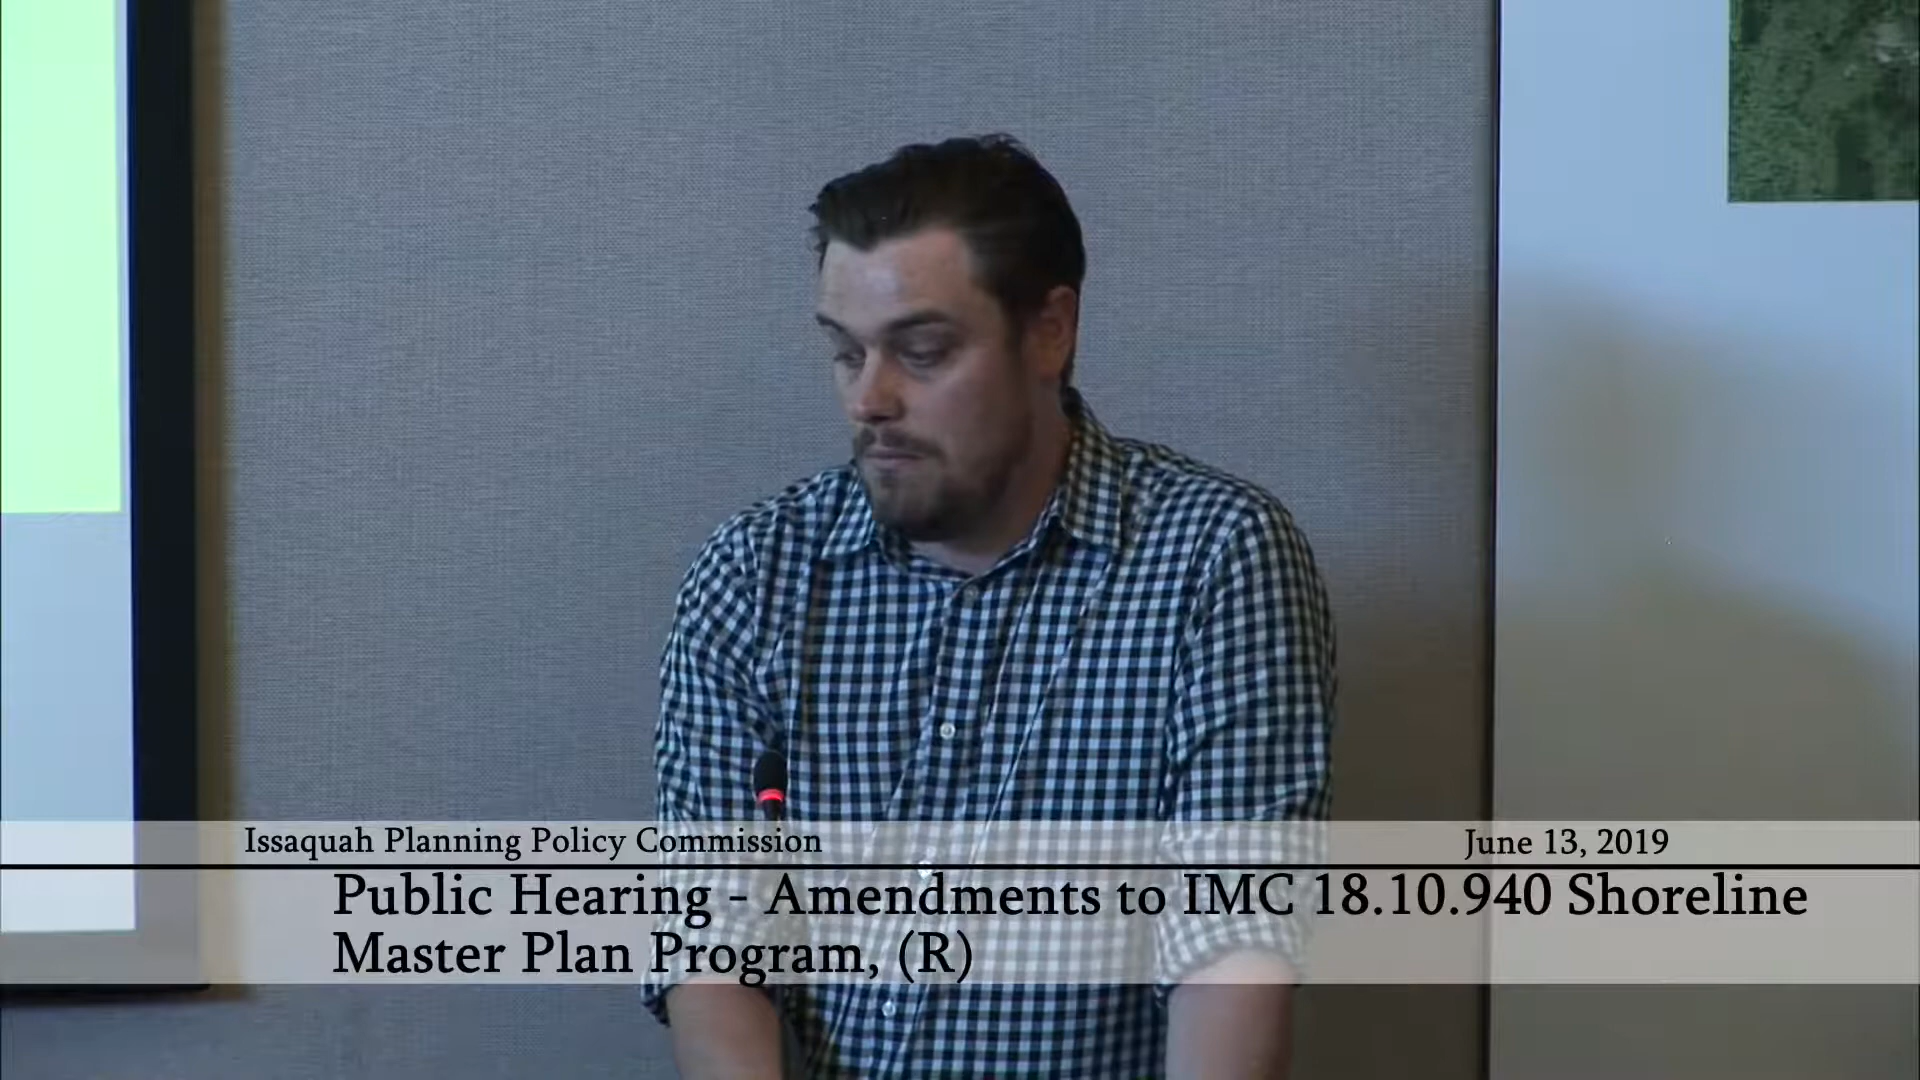 Issaquah Planning Policy Commission
June 13, 2019
Public Hearing - Amendments to IMC 18.10.940 Shoreline
Master Plan Program, (R)